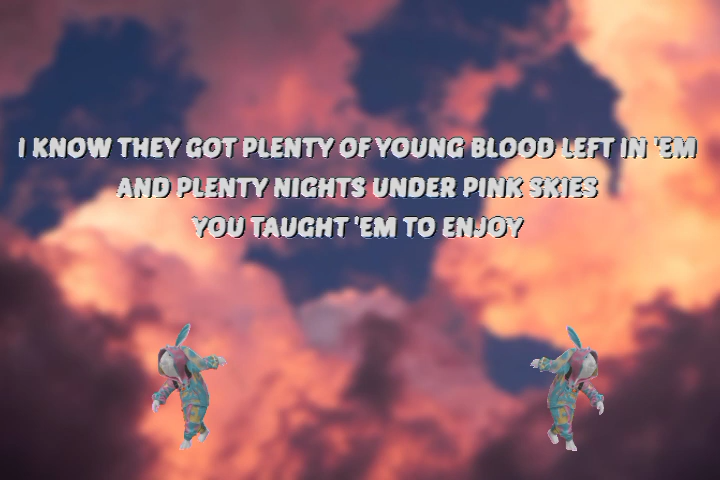 I KNOW THEY GOT PLENTY OF YOUNG BLOOD LEFT IN 'EM
AND PLENTY NIGHTS UNDER PINK SKIES
YOU TAUGHT 'EM TO ENJOY